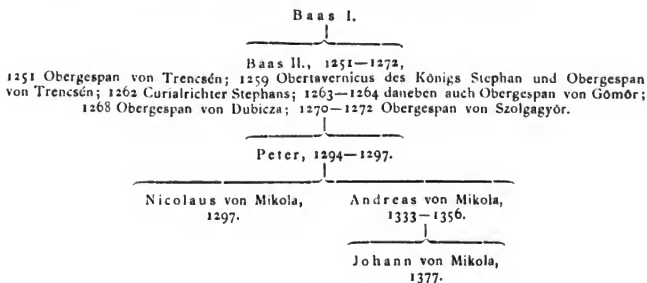 Baas I.
Baas II., 1251—1272,
1251 Obergespan von Trencsén; 1259 Obertavernicus des Königs Stephan und Obergespan
von Trencsén; 1262 Curialrichter Stephans; 1263—1264 daneben auch Obergespan von Gömör;
1268 Obergespan von Dubicza; 1270—1272 Obergespan von Szolgagyőr.
Peter, 1294—1297.
Nicolaus von Mikola, Andreas von Mikola,
1297. 1333—1356.
Johann von Mikola,
1377.